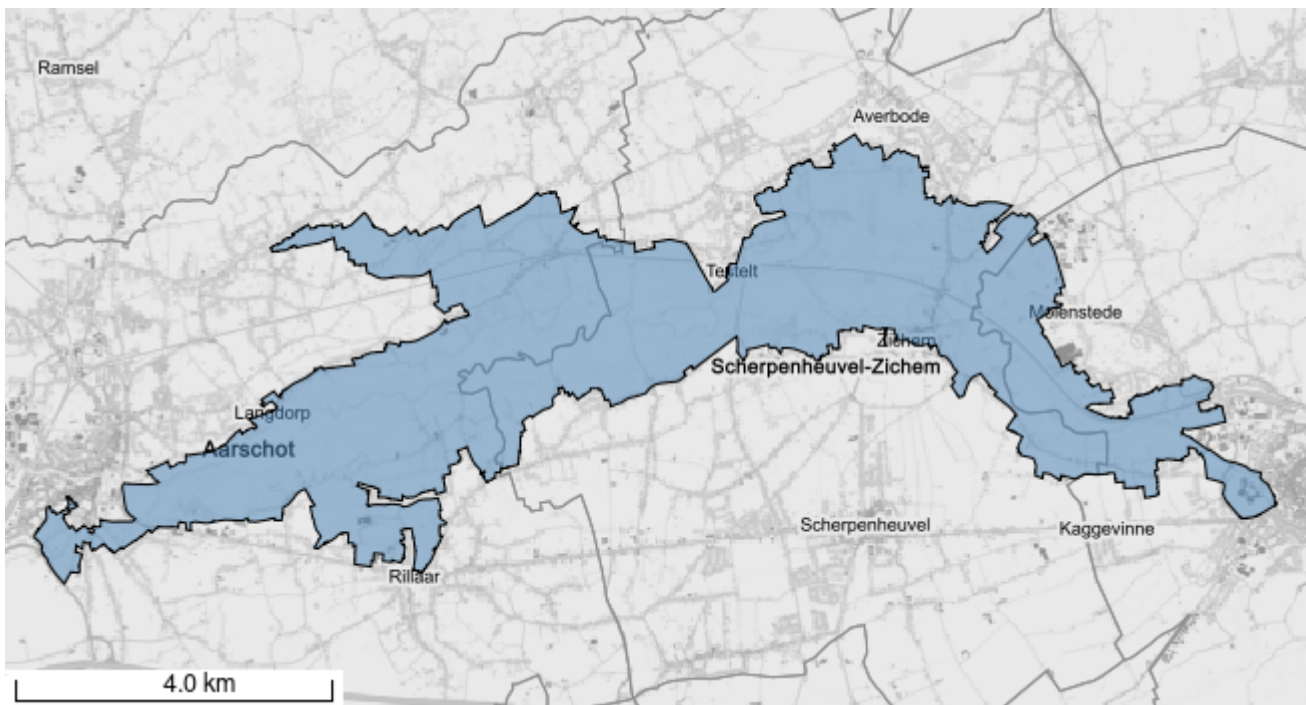 Ramsel
Averbode
Testelt
Molenstede
Zichem
Scherpenheuvel-Zichem
Langdorp
Aarschot
Scherpenheuvel
Kaggevinne
Rillaar
4.0 km